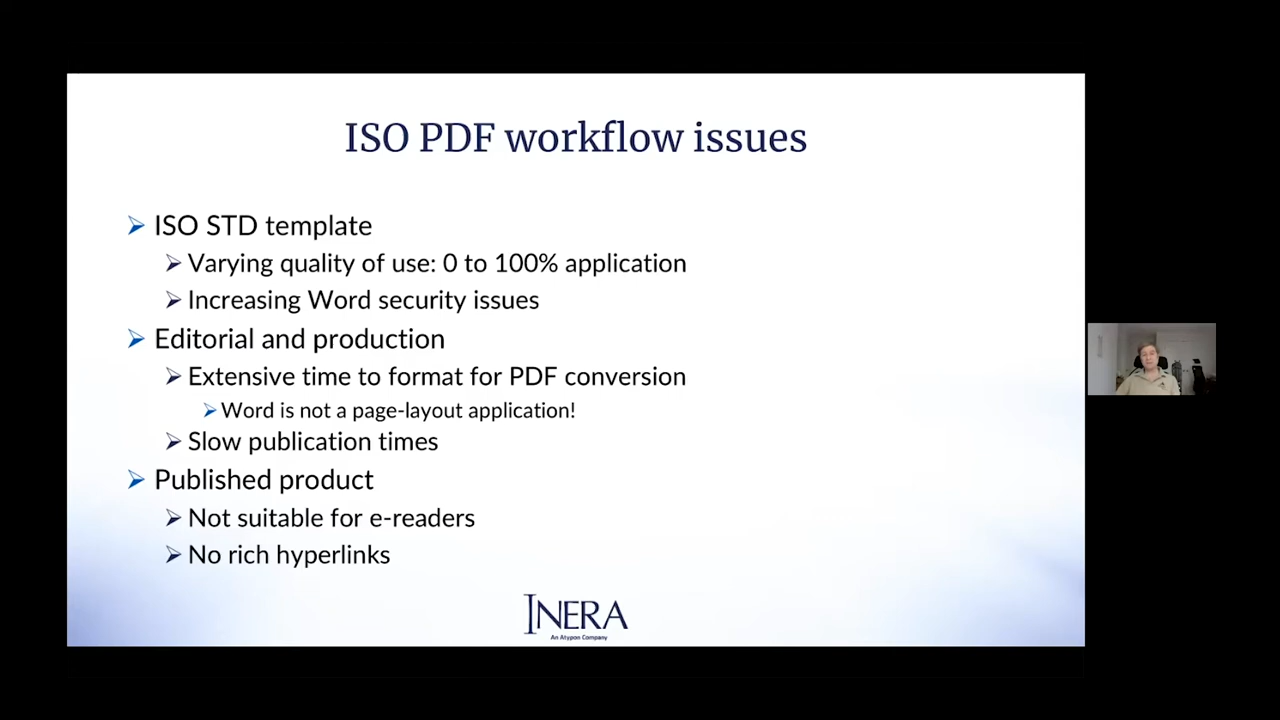 ISO PDF workflow issues
ISO STD template
Varying quality of use: 0 to 100% application
Increasing Word security issues
Editorial and production
Extensive time to format for PDF conversion
Word is not a page-layout application!
Slow publication times
Published product
Not suitable for e-readers
No rich hyperlinks
INERA
An Atypon Company